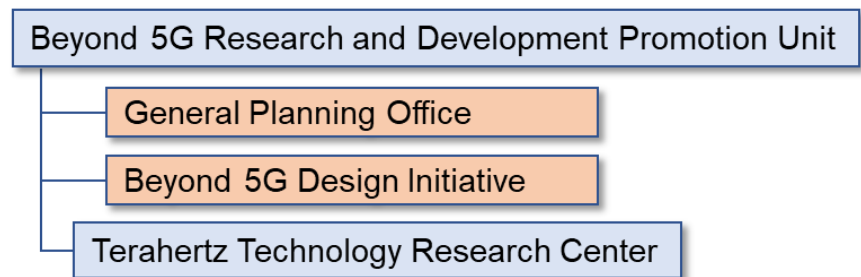 Beyond 5G Research and Development Promotion Unit
General Planning Office
Beyond 5G Design Initiative
Terahertz Technology Research Center